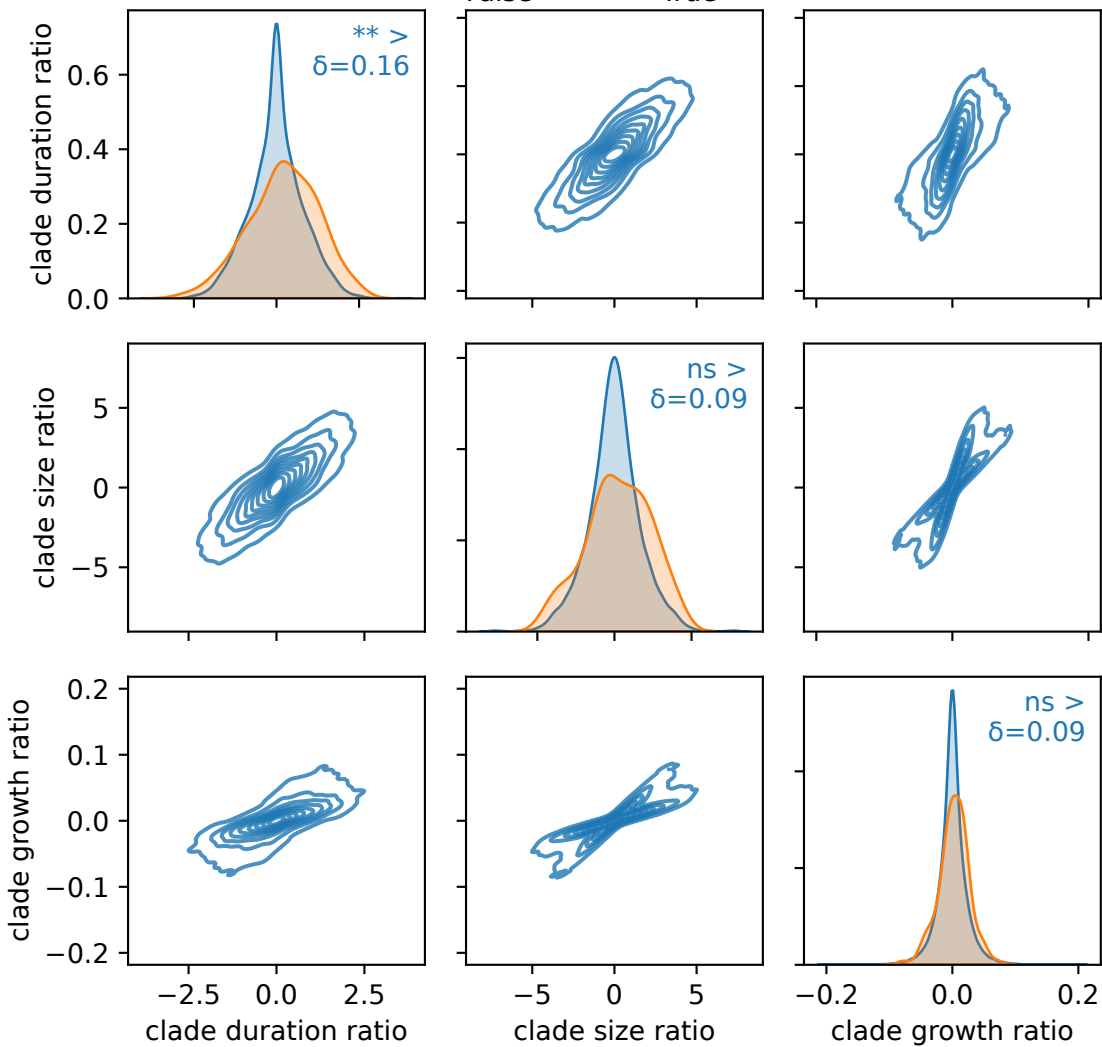 ** >
δ=0.16
clade duration ratio
0.6
0.4
0.2
0.0
ns >
δ=0.09
clade size ratio
5
0
−5
ns >
δ=0.09
clade growth ratio
0.2
0.1
0.0
−0.1
−0.2
−2.5 0.0 2.5
−5 0 5
−0.2 0.0 0.2
clade duration ratio
clade size ratio
clade growth ratio